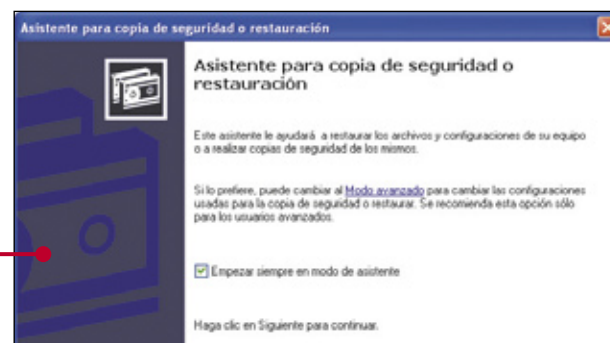 Asistente para copia de seguridad o restauración
Asistente para copia de seguridad o
restauración
Este asistente le ayudará a restaurar los archivos y configuraciones de su equipo
o a realizar copias de seguridad de los mismos.
Si lo prefiere, puede cambiar al Modo avanzado para cambiar las configuraciones
usadas para la copia de seguridad o restaurar. Se recomienda esta opción sólo
para los usuarios avanzados.
Empezar siempre en modo de asistente
Haga clic en Siguiente para continuar.